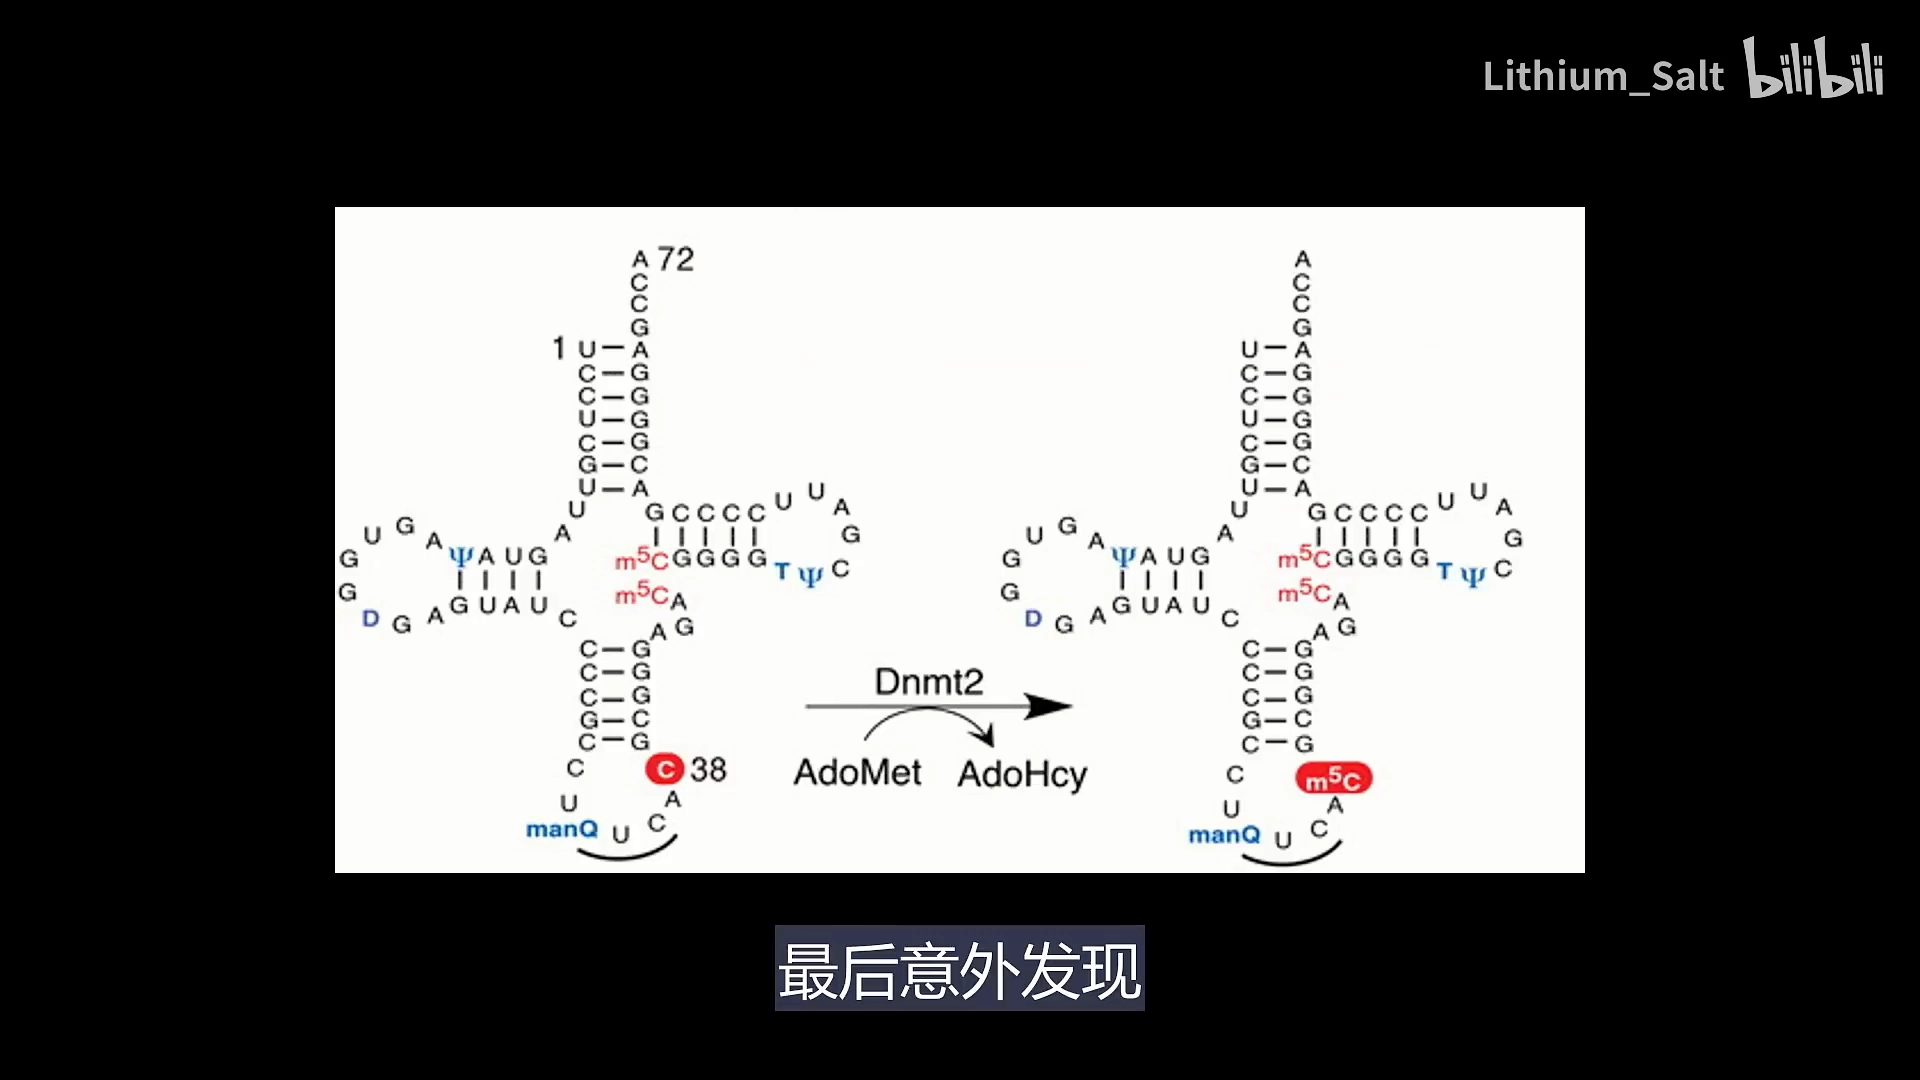 Lithium_Salt bilibili
A 72
C
C
G
1 U A
C G
C G
U G
C G
G C
U A
U
A
G C C C C U U A G C
m⁵C G G G G T Ψ
G G U G A Ψ A U G
D G A G U A U C
m⁵C A
A G
C G
C G
C G
G C
C G
C C 38
U A
manQ U C
Dnmt2
AdoMet AdoHcy
A
C
C
G
U A
C G
C G
U G
C G
G C
U A
U
A
G C C C C U U A G C
m⁵C G G G G T Ψ
G G U G A Ψ A U G
D G A G U A U C
m⁵C A
A G
C G
C G
C G
G C
C G
C m⁵C
U A
manQ U C
最后意外发现